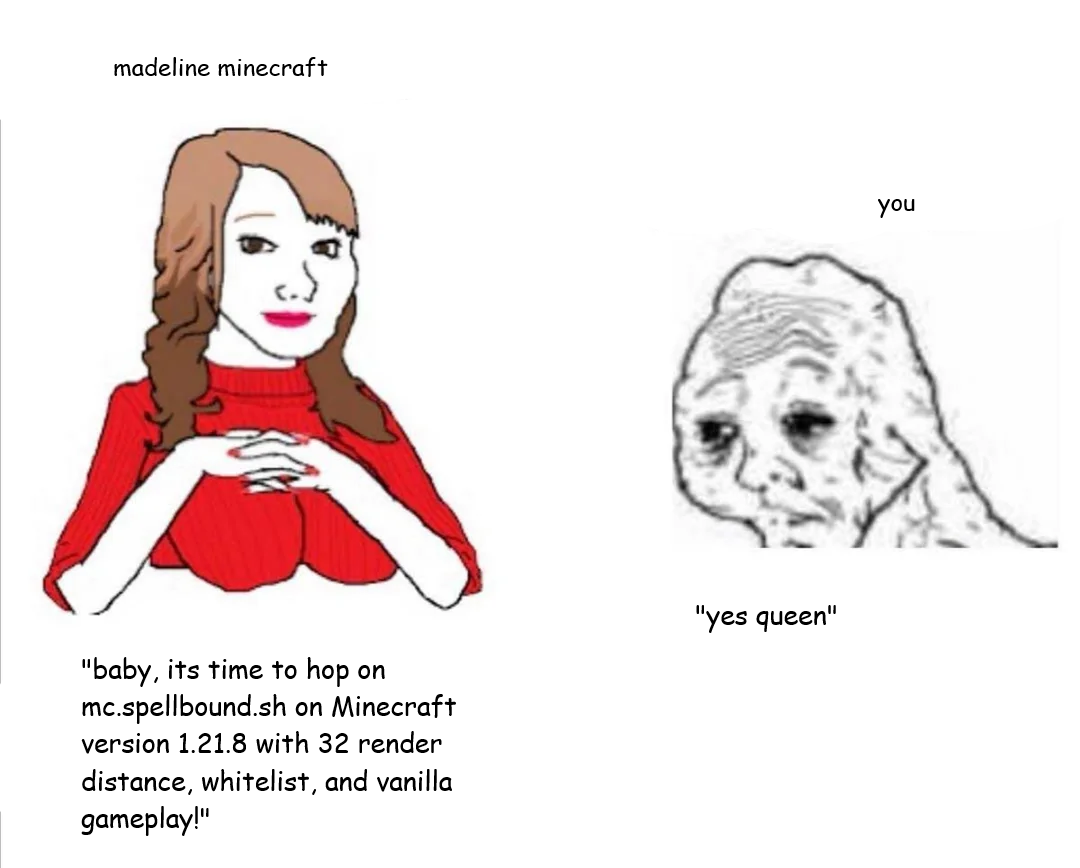 madeline minecraft
you
"yes queen"
"baby, its time to hop on
mc.spellbound.sh on Minecraft
version 1.21.8 with 32 render
distance, whitelist, and vanilla
gameplay!"